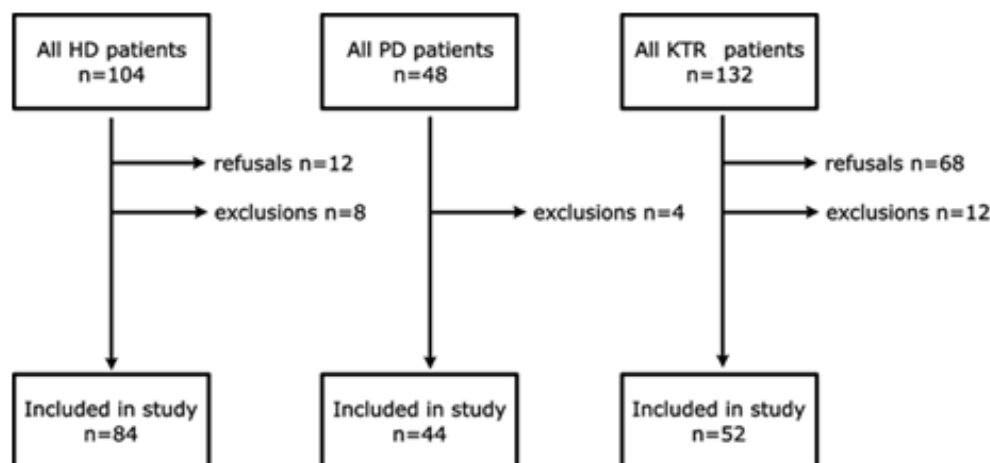 All HD patients
n=104
All PD patients
n=48
All KTR patients
n=132
refusals n=12
refusals n=68
exclusions n=8
exclusions n=4
exclusions n=12
Included in study
n=84
Included in study
n=44
Included in study
n=52